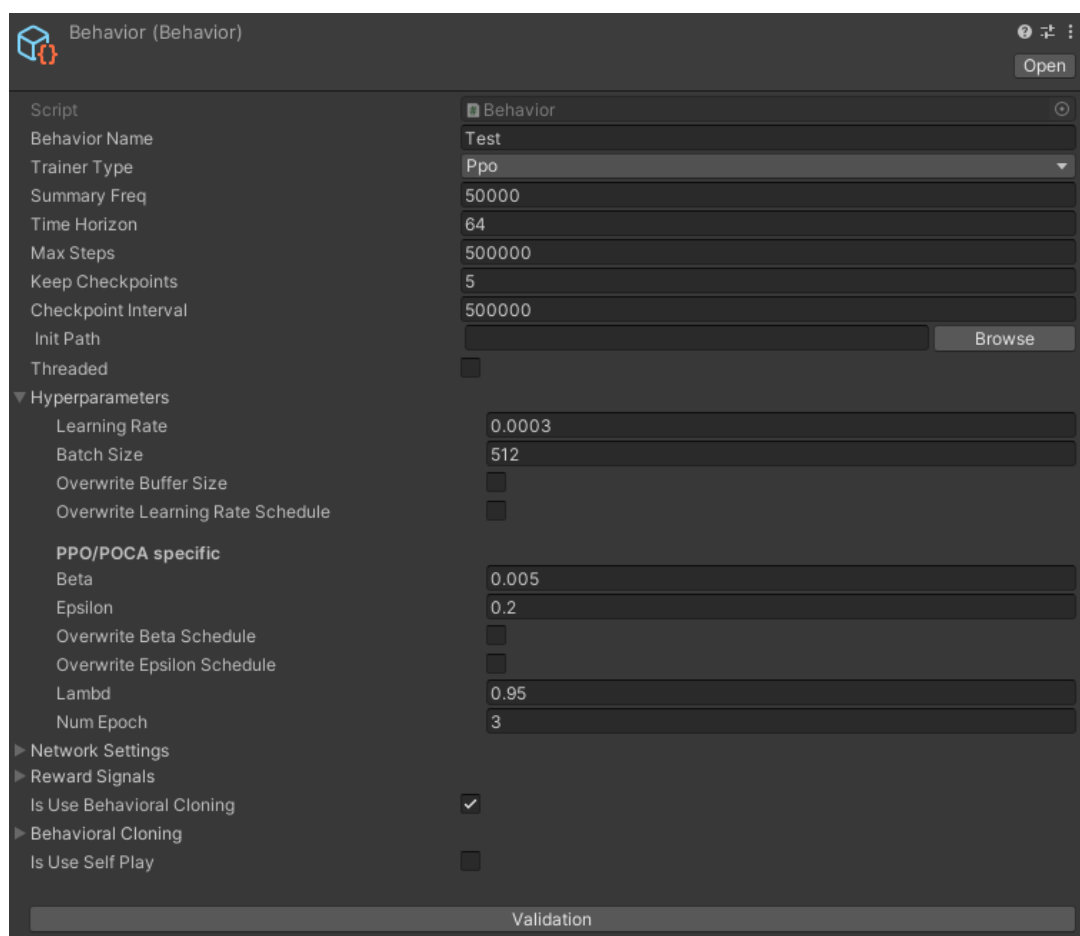 Behavior (Behavior)
Open
Script Behavior
Behavior Name Test
Trainer Type Ppo
Summary Freq 50000
Time Horizon 64
Max Steps 500000
Keep Checkpoints 5
Checkpoint Interval 500000
Init Path Browse
Threaded
Hyperparameters
Learning Rate 0.0003
Batch Size 512
Overwrite Buffer Size
Overwrite Learning Rate Schedule
PPO/POCA specific
Beta 0.005
Epsilon 0.2
Overwrite Beta Schedule
Overwrite Epsilon Schedule
Lambd 0.95
Num Epoch 3
Network Settings
Reward Signals
Is Use Behavioral Cloning
Behavioral Cloning
Is Use Self Play
Validation